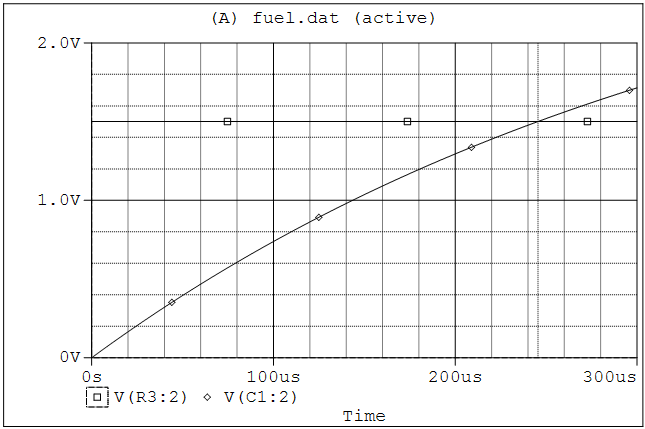 (A) fuel.dat (active)
2.0V
1.0V
0V
0s 100us 200us 300us
V(R3:2) V(C1:2)
Time